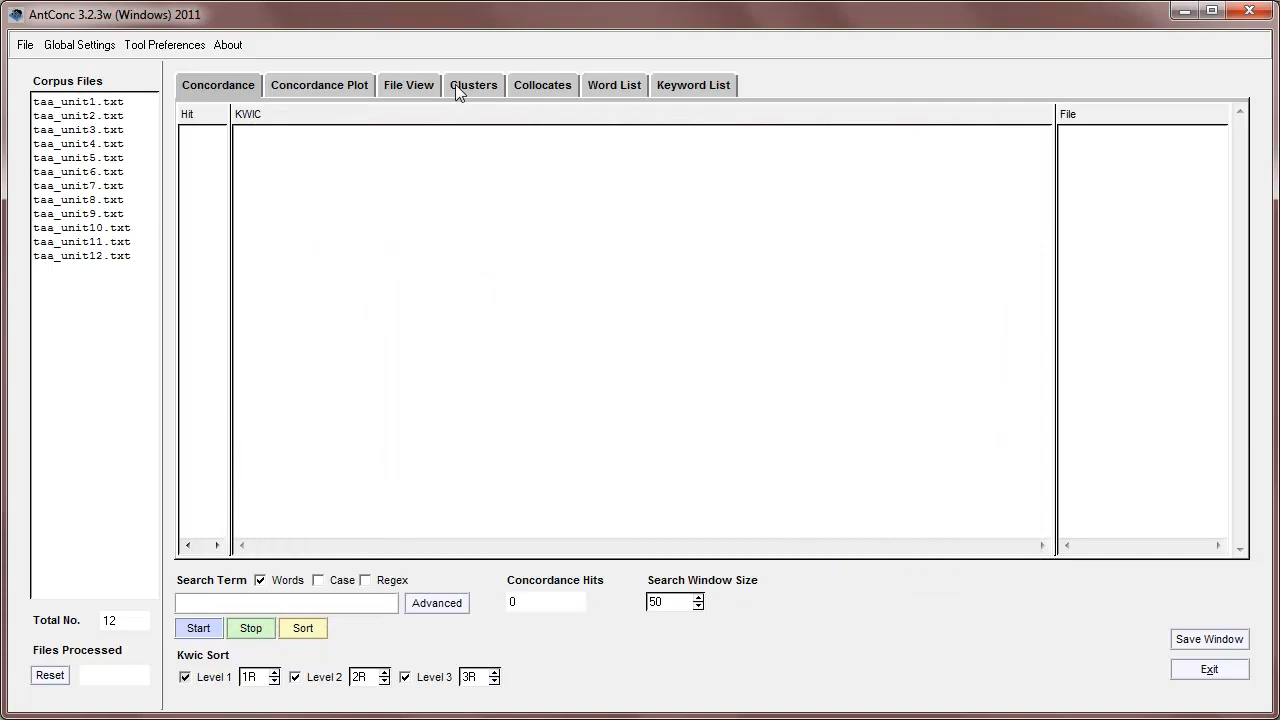 AntConc 3.2.3w (Windows) 2011
File Global Settings Tool Preferences About
Corpus Files
taa_unit1.txt
taa_unit2.txt
taa_unit3.txt
taa_unit4.txt
taa_unit5.txt
taa_unit6.txt
taa_unit7.txt
taa_unit8.txt
taa_unit9.txt
taa_unit10.txt
taa_unit11.txt
taa_unit12.txt
Total No. 12
Files Processed
Reset
Concordance Concordance Plot File View Clusters Collocates Word List Keyword List
Hit KWIC File
Search Term Words Case Regex Concordance Hits Search Window Size
Advanced 0 50
Start Stop Sort
Kwic Sort
Level 1 1R Level 2 2R Level 3 3R
Save Window
Exit